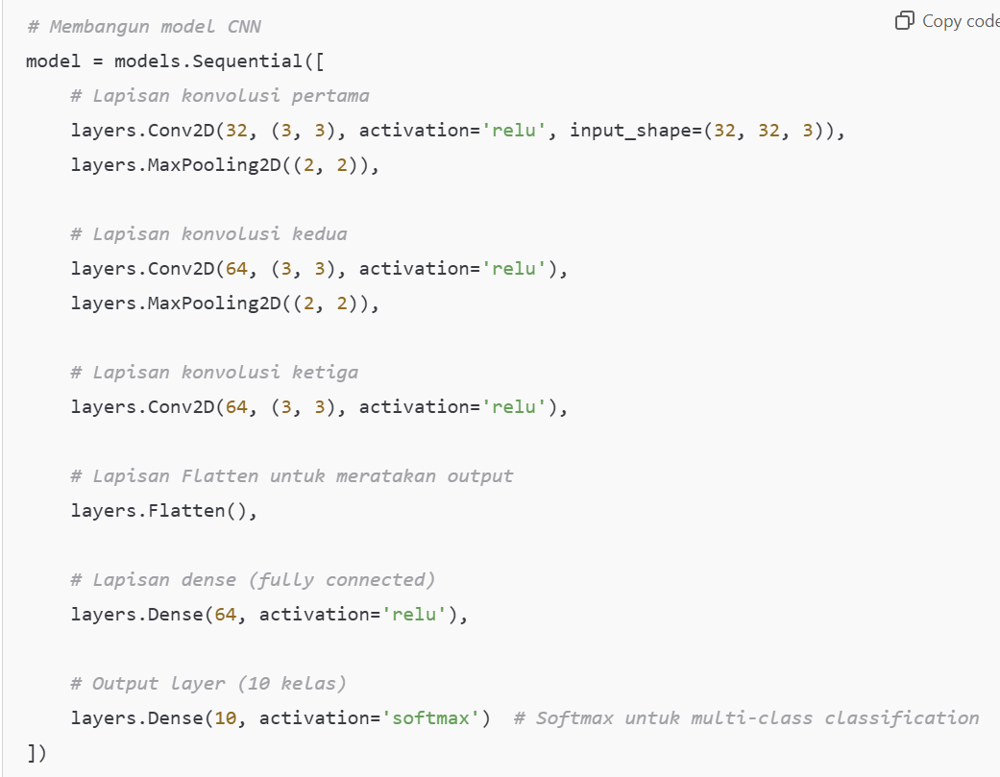 # Membangun model CNN
Copy code
model = models.Sequential([
    # Lapisan konvolusi pertama
    layers.Conv2D(32, (3, 3), activation='relu', input_shape=(32, 32, 3)),
    layers.MaxPooling2D((2, 2)),

    # Lapisan konvolusi kedua
    layers.Conv2D(64, (3, 3), activation='relu'),
    layers.MaxPooling2D((2, 2)),

    # Lapisan konvolusi ketiga
    layers.Conv2D(64, (3, 3), activation='relu'),

    # Lapisan Flatten untuk meratakan output
    layers.Flatten(),

    # Lapisan dense (fully connected)
    layers.Dense(64, activation='relu'),

    # Output layer (10 kelas)
    layers.Dense(10, activation='softmax')  # Softmax untuk multi-class classification
])